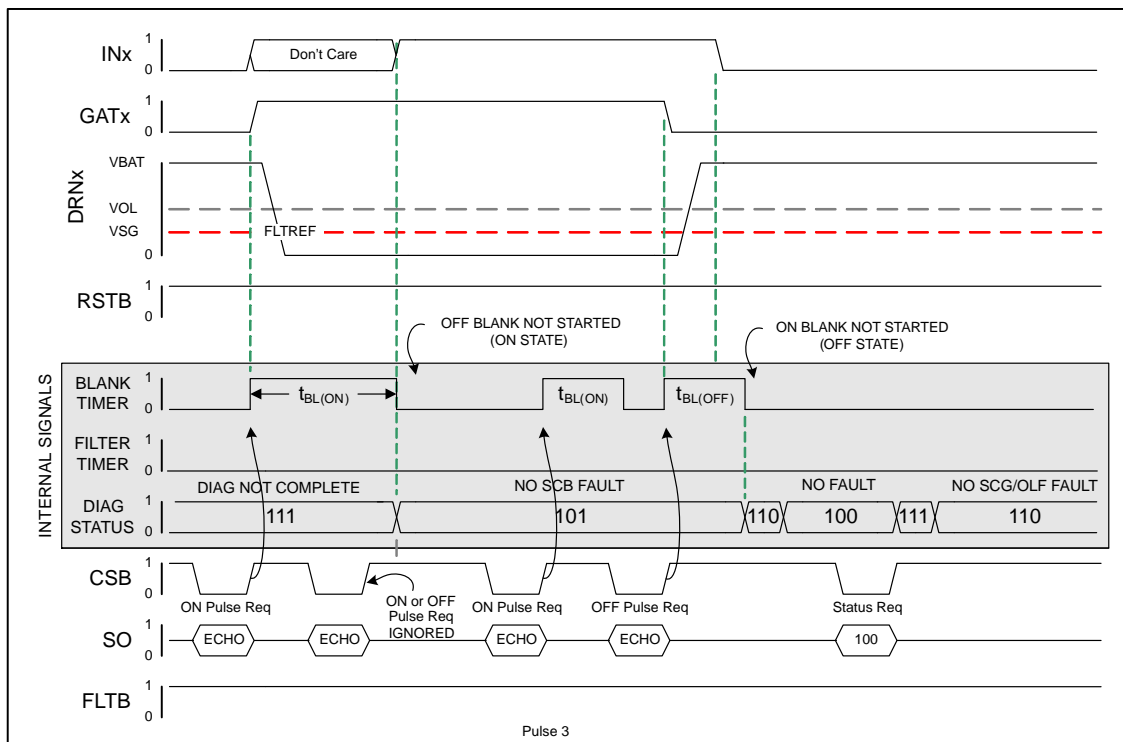 INx
1
0
Don't Care
GATx
1
0
DRNx
VBAT
VOL
VSG
FLTREF
RSTB
1
0
OFF BLANK NOT STARTED
(ON STATE)
ON BLANK NOT STARTED
(OFF STATE)
INTERNAL SIGNALS
BLANK
TIMER
1
0
tBL(ON)
tBL(ON)
tBL(OFF)
FILTER
TIMER
1
0
DIAG NOT COMPLETE
NO SCB FAULT
NO FAULT
NO SCG/OLF FAULT
DIAG
STATUS
1
0
111
101
110
100
111
110
CSB
1
0
ON Pulse Req
ON or OFF
Pulse Req
IGNORED
ON Pulse Req
OFF Pulse Req
Status Req
SO
1
0
ECHO
ECHO
ECHO
ECHO
100
FLTB
1
0
Pulse 3